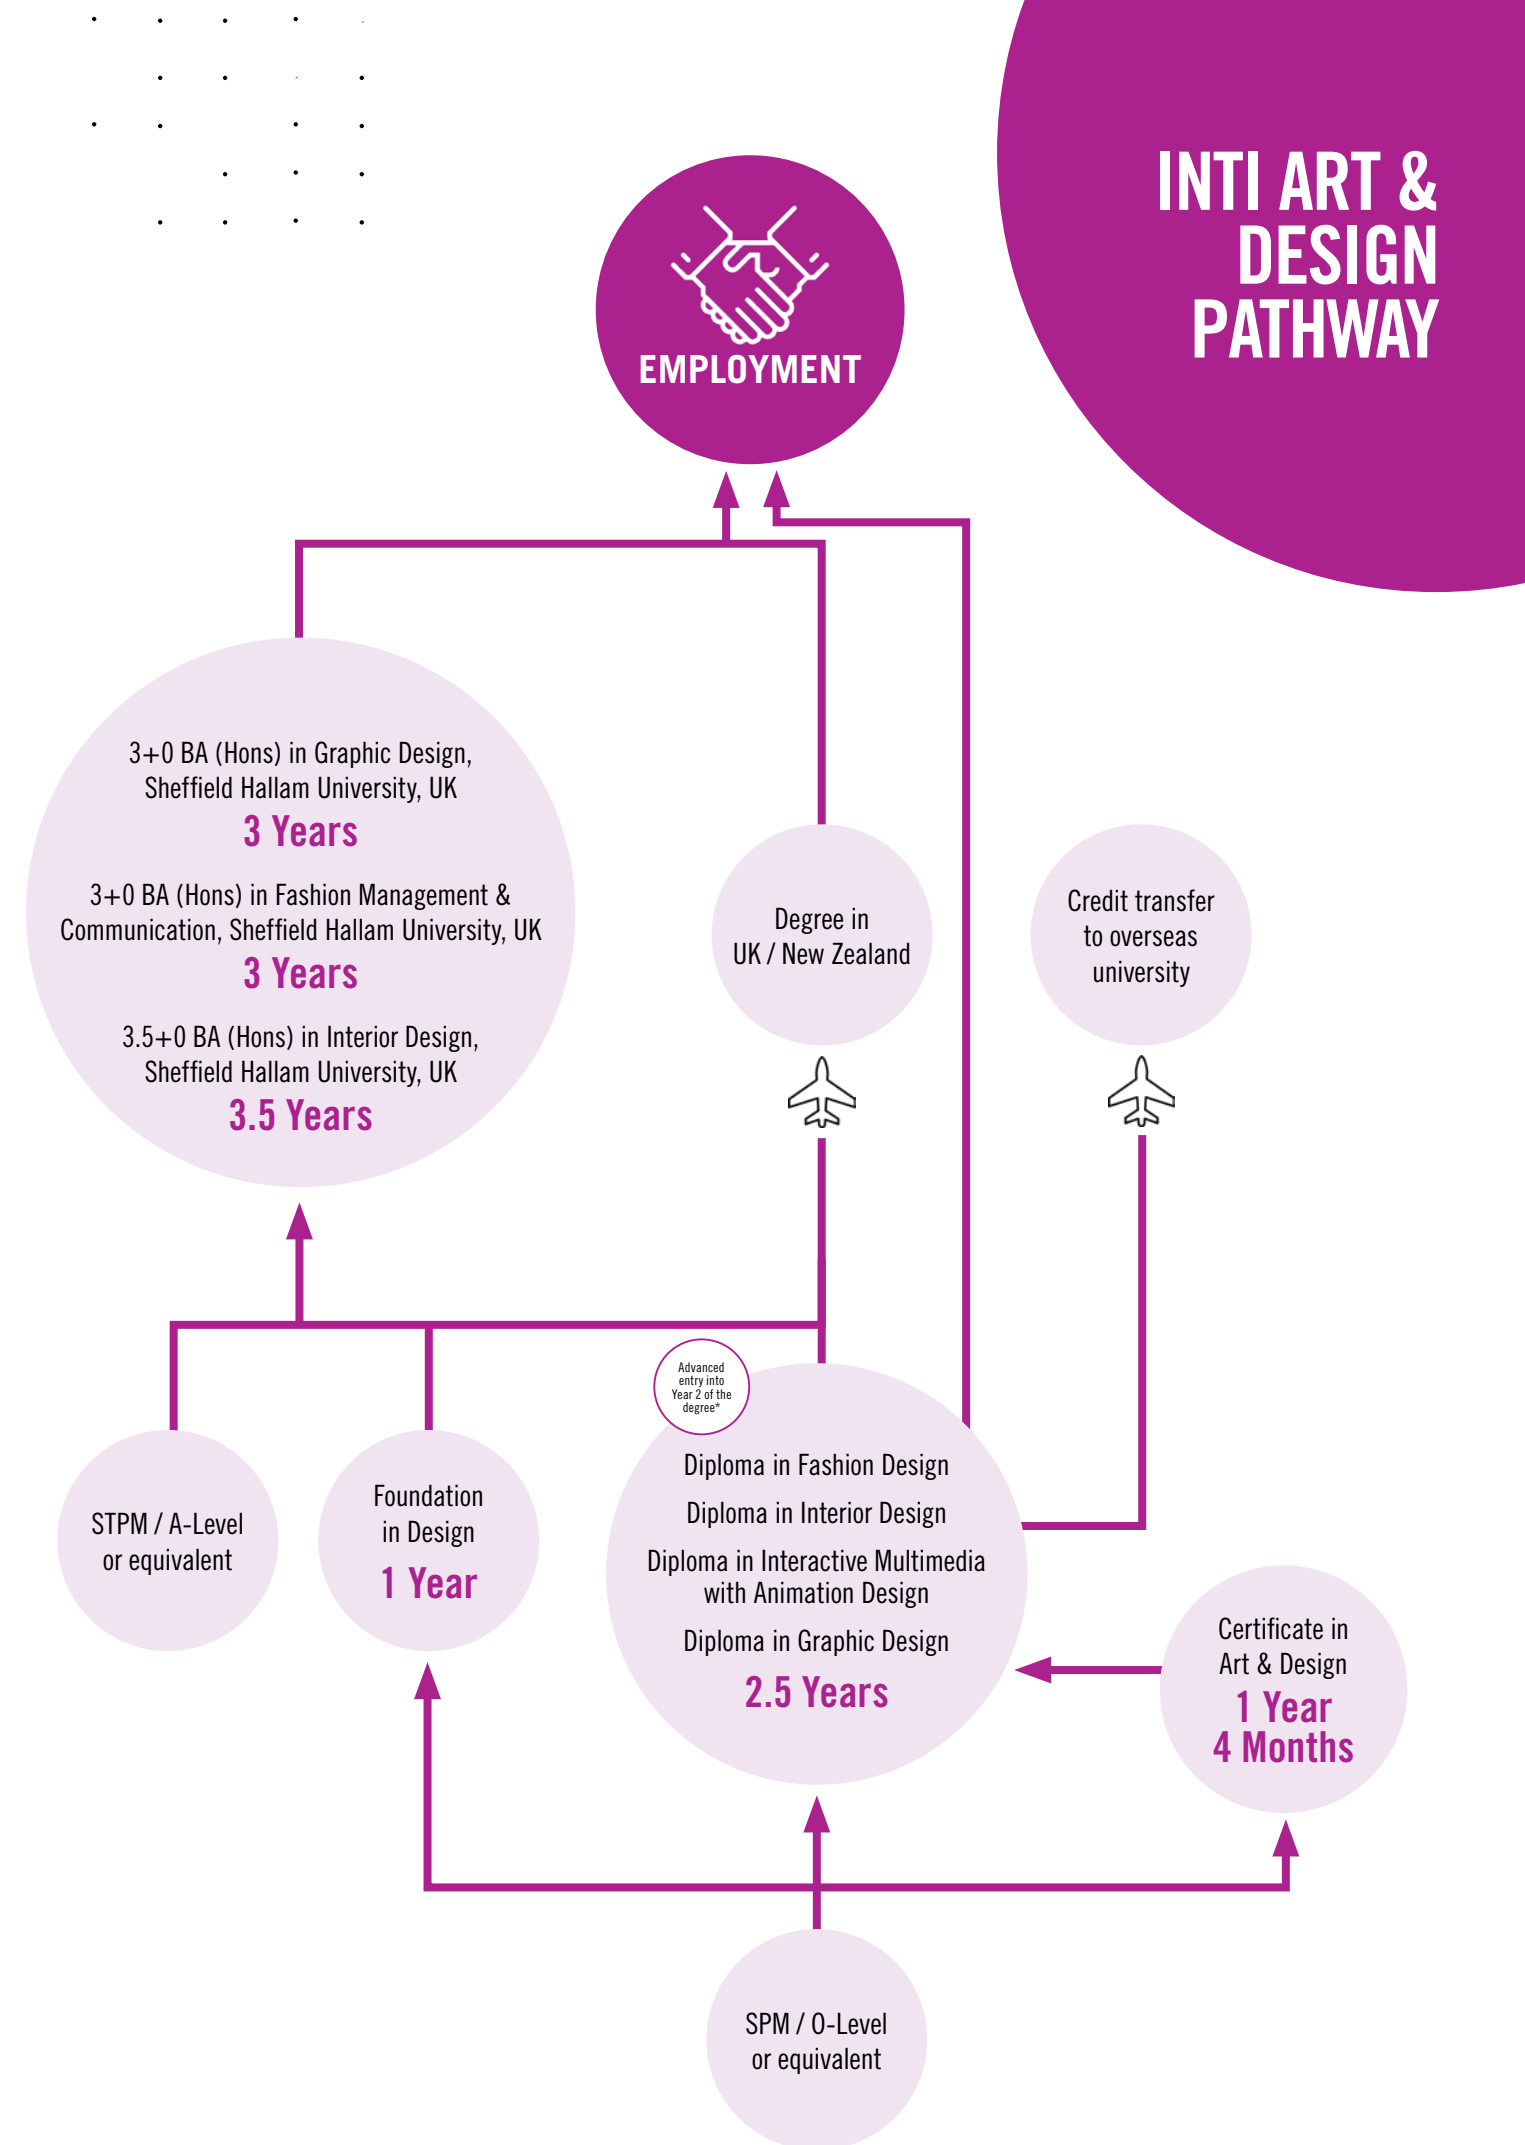 INTI ART &
DESIGN
PATHWAY
EMPLOYMENT
3+0 BA (Hons) in Graphic Design,
Sheffield Hallam University, UK
3 Years
3+0 BA (Hons) in Fashion Management &
Communication, Sheffield Hallam University, UK
3 Years
3.5+0 BA (Hons) in Interior Design,
Sheffield Hallam University, UK
3.5 Years
Degree in
UK / New Zealand
Credit transfer
to overseas
university
Advanced
entry into
Year 2 of the
degree*
STPM / A-Level
or equivalent
Foundation
in Design
1 Year
Diploma in Fashion Design
Diploma in Interior Design
Diploma in Interactive Multimedia
with Animation Design
Diploma in Graphic Design
2.5 Years
Certificate in
Art & Design
1 Year
4 Months
SPM / O-Level
or equivalent